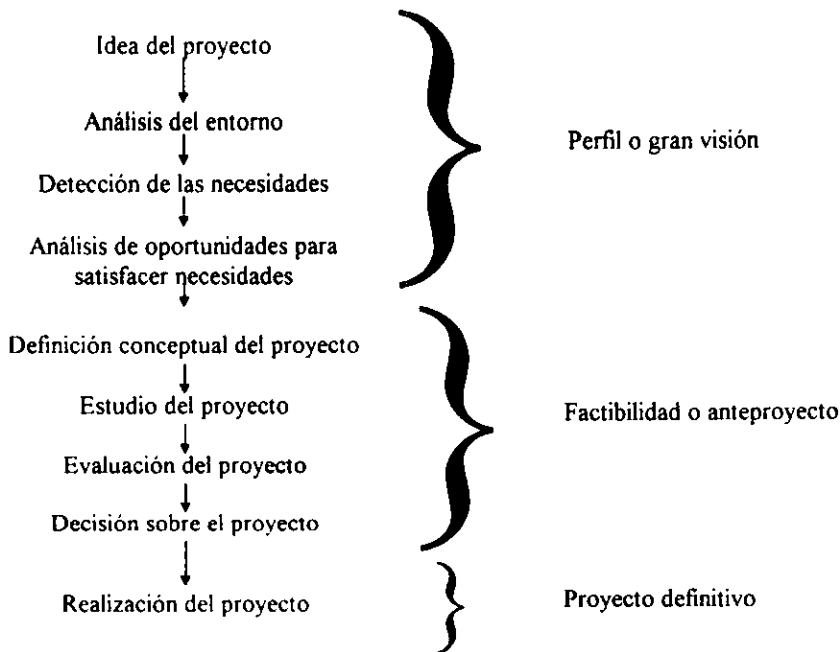 Idea del proyecto
Análisis del entorno
Detección de las necesidades
Análisis de oportunidades para
satisfacer necesidades
Perfil o gran visión
Definición conceptual del proyecto
Estudio del proyecto
Evaluación del proyecto
Decisión sobre el proyecto
Factibilidad o anteproyecto
Realización del proyecto
Proyecto definitivo